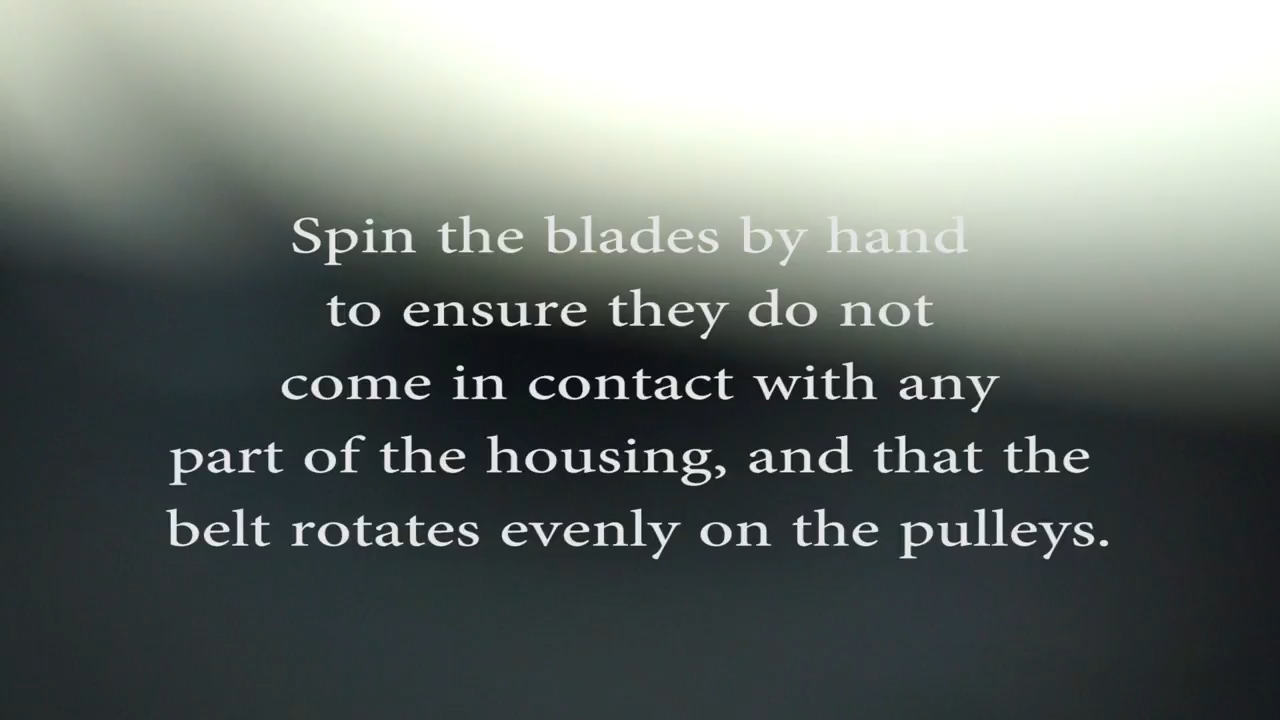 Spin the blades by hand
to ensure they do not
come in contact with any
part of the housing, and that the
belt rotates evenly on the pulleys.